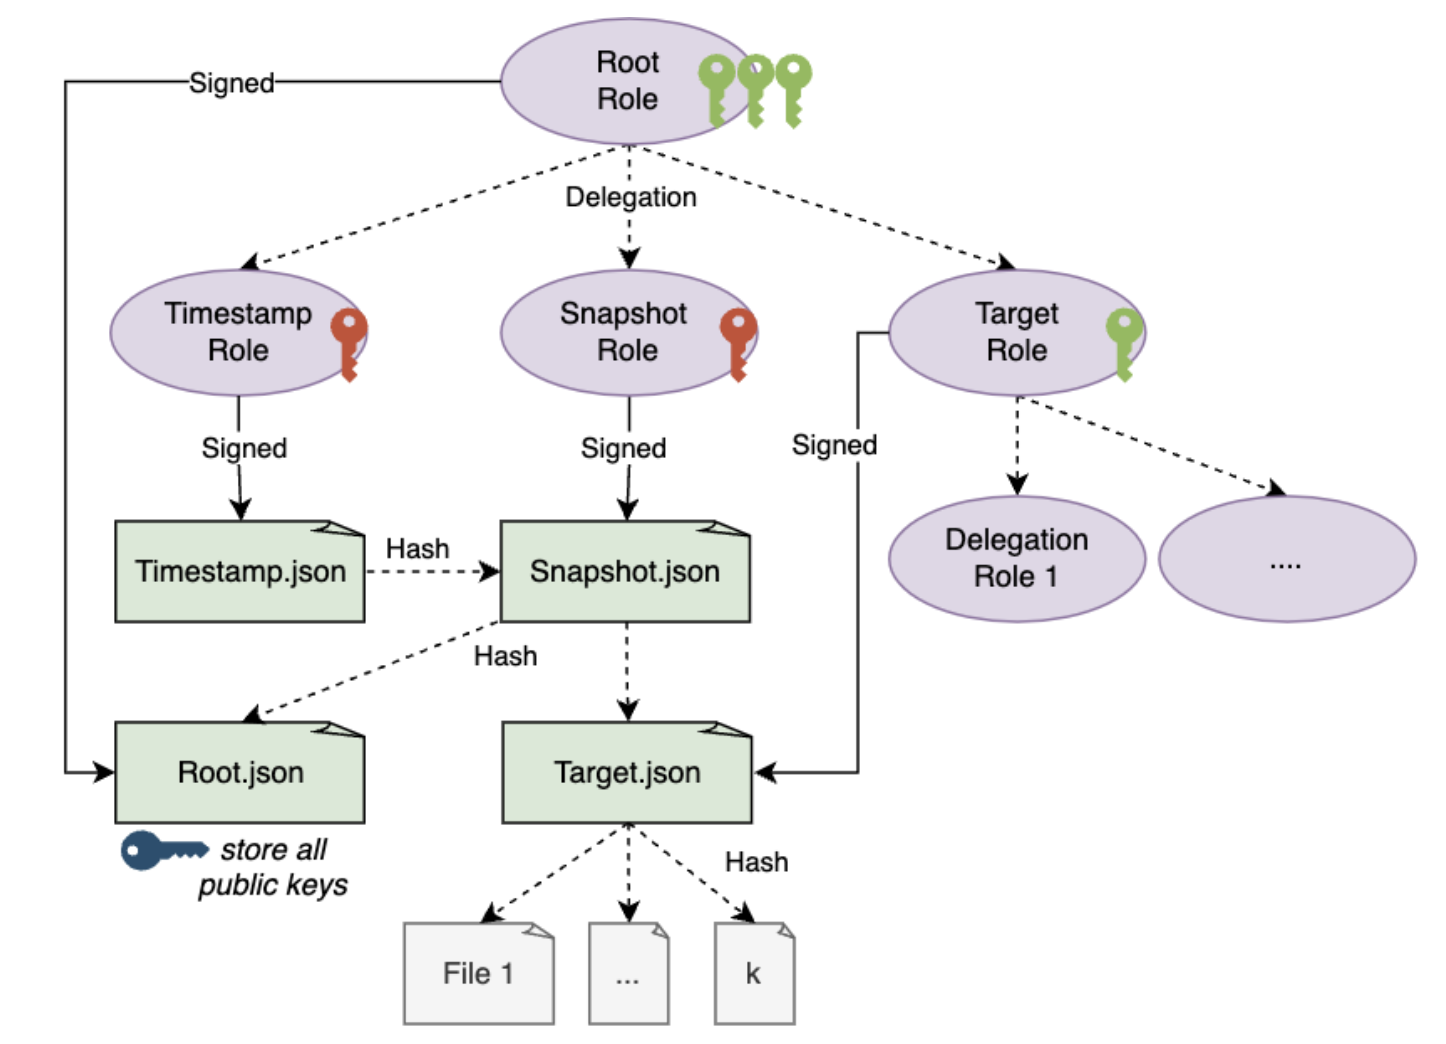 Root
Role
Signed
Delegation
Timestamp
Role
Snapshot
Role
Target
Role
Signed
Signed
Signed
Timestamp.json
Hash
Snapshot.json
Delegation
Role 1
....
Hash
Root.json
Target.json
store all
public keys
Hash
File 1
...
k